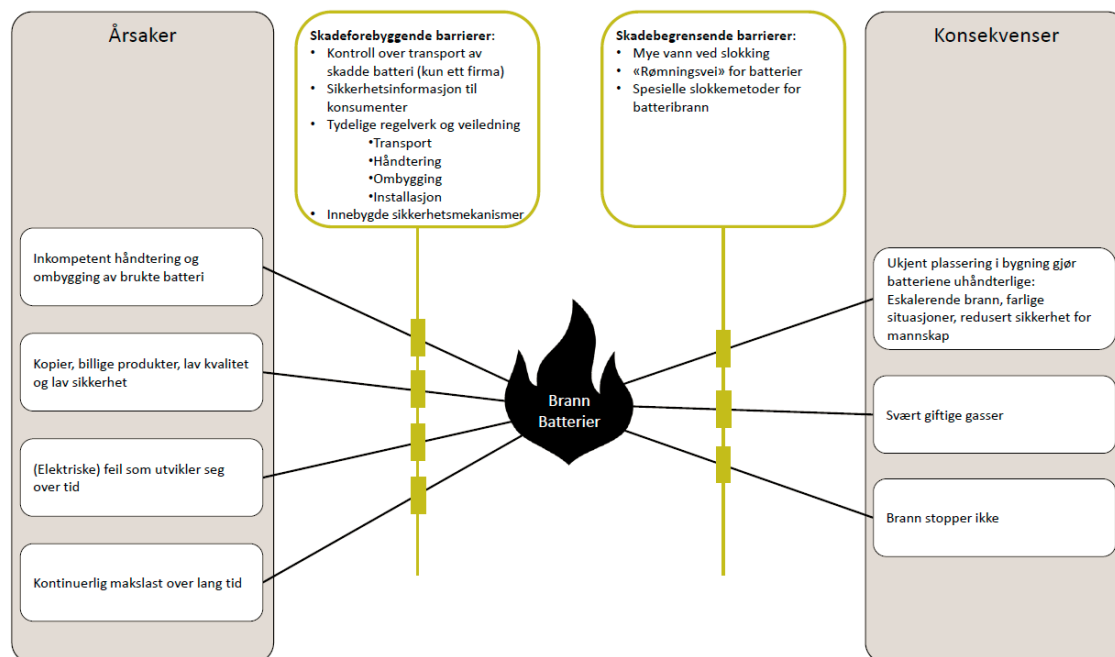 Årsaker
Inkompetent håndtering og
ombygging av brukte batteri
Kopier, billige produkter, lav kvalitet
og lav sikkerhet
(Elektriske) feil som utvikler seg
over tid
Kontinuerlig makslast over lang tid
Skadeforebyggende barrierer:
• Kontroll over transport av
skadde batteri (kun ett firma)
• Sikkerhetsinformasjon til
konsumenter
• Tydelige regelverk og veiledning
•Transport
•Håndtering
•Ombygging
•Installasjon
• Innebygde sikkerhetsmekanismer
Brann
Batterier
Skadebegrensende barrierer:
• Mye vann ved slokking
• «Rømningsvei» for batterier
• Spesielle slokkemetoder for
batteribrann
Konsekvenser
Ukjent plassering i bygning gjør
batteriene uhåndterlige:
Eskalerende brann, farlige
situasjoner, redusert sikkerhet for
mannskap
Svært giftige gasser
Brann stopper ikke